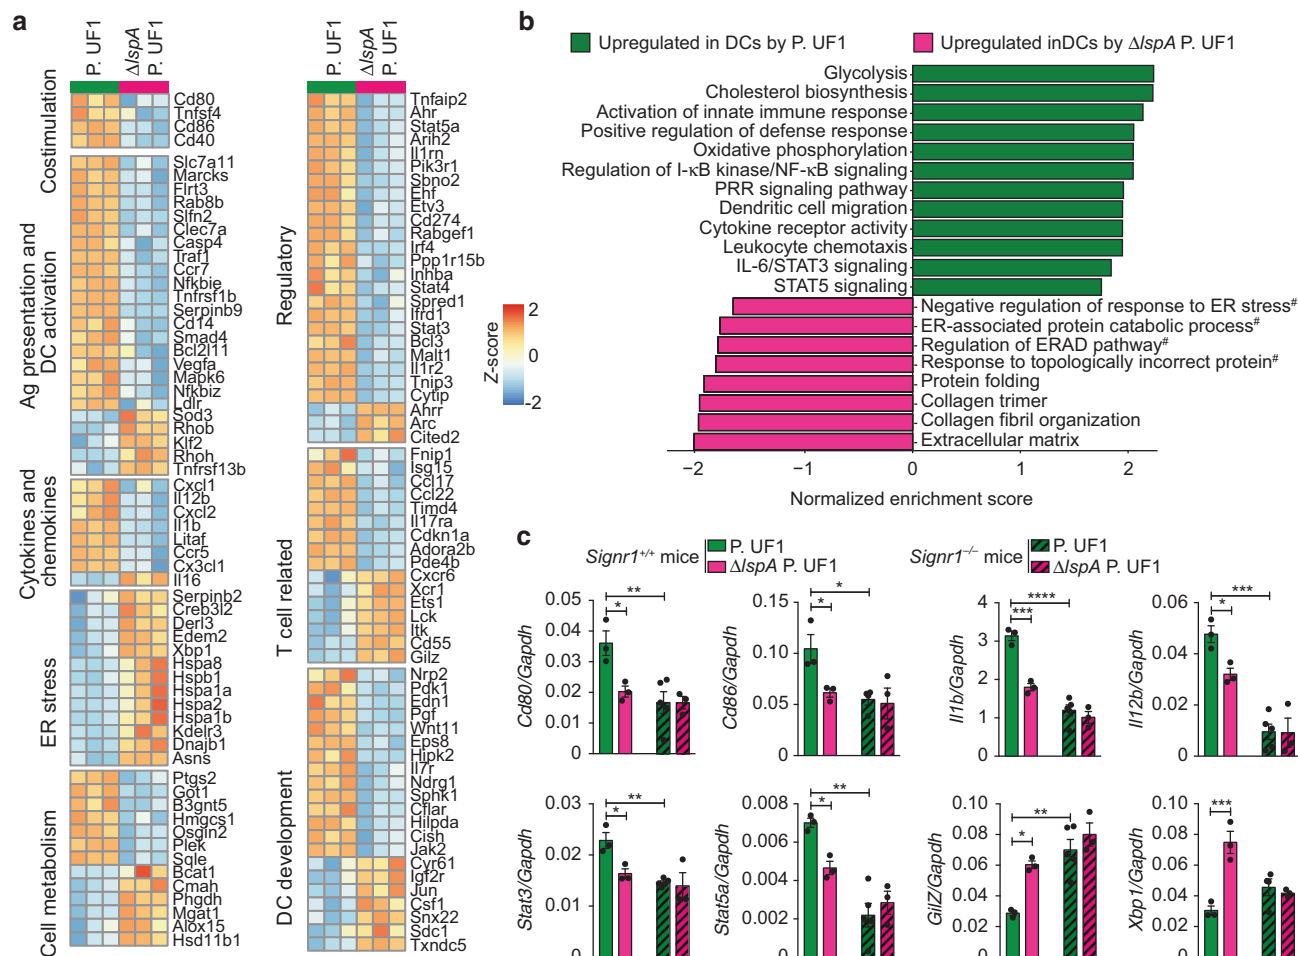 a
P. UF1
ΔlspA P. UF1
P. UF1
ΔlspA P. UF1
Costimulation
Cd80
Tnfsf4
Cd86
Cd40
Ag presentation and DC activation
Slc7a11
Marcks
Flrt3
Rab8b
Slfn2
Clec7a
Casp4
Traf1
Ccr7
Nfkbie
Tnfrsf1b
Serpinb9
Cd14
Smad4
Bcl2l11
Vegfa
Mapk6
Nfkbiz
Ldlr
Sod3
Rhob
Klf2
Rhoh
Tnfrsf13b
Cytokines and chemokines
Cxcl1
Il12b
Cxcl2
Il1b
Litaf
Ccr5
Cx3cl1
Il16
ER stress
Serpinb2
Creb3l2
Derl3
Edem2
Xbp1
Hspa8
Hspb1
Hspa1a
Hspa2
Hspa1b
Kdelr3
Dnajb1
Asns
Cell metabolism
Ptgs2
Got1
B3gnt5
Hmgcs1
Osgin2
Plek
Sqle
Bcat1
Cmah
Phgdh
Mgat1
Alox15
Hsd11b1
Regulatory
Tnfaip2
Ahr
Stat5a
Arih2
Il1rn
Pik3r1
Sbno2
Ehf
Etv3
Cd274
Rabgef1
Irf4
Ppp1r15b
Inhba
Stat4
Spred1
Ifrd1
Stat3
Bcl3
Malt1
Il1r2
Tnip3
Cytip
Ahrr
Arc
Cited2
T cell related
Fnip1
Isg15
Ccl17
Ccl22
Timd4
Il17ra
Cdkn1a
Adora2b
Pde4b
Cxcr6
Xcr1
Ets1
Lck
Itk
Cd55
Gilz
DC development
Nrp2
Pdk1
Edn1
Pgf
Wnt11
Eps8
Hipk2
Il7r
Ndrg1
Sphk1
Cflar
Hilpda
Cish
Jak2
Cyr61
Igf2r
Jun
Csf1
Snx22
Sdc1
Txndc5
Z-score
2
0
-2
b
Upregulated in DCs by P. UF1
Upregulated inDCs by ΔlspA P. UF1
Glycolysis
Cholesterol biosynthesis
Activation of innate immune response
Positive regulation of defense response
Oxidative phosphorylation
Regulation of I-κB kinase/NF-κB signaling
PRR signaling pathway
Dendritic cell migration
Cytokine receptor activity
Leukocyte chemotaxis
IL-6/STAT3 signaling
STAT5 signaling
Negative regulation of response to ER stress#
ER-associated protein catabolic process#
Regulation of ERAD pathway#
Response to topologically incorrect protein#
Protein folding
Collagen trimer
Collagen fibril organization
Extracellular matrix
−2 −1 0 1 2
Normalized enrichment score
c
Signr1+/+ mice
P. UF1
ΔlspA P. UF1
Signr1−/− mice
P. UF1
ΔlspA P. UF1
Cd80/Gapdh
0.05
0.04
0.03
0.02
0.01
0
**
*
Cd86/Gapdh
0.15
0.10
0.05
0
*
*
Il1b/Gapdh
4
3
2
1
0
****
***
Il12b/Gapdh
0.06
0.04
0.02
0
***
*
Stat3/Gapdh
0.03
0.02
0.01
0
**
*
Stat5a/Gapdh
0.008
0.006
0.004
0.002
0
**
*
GilZ/Gapdh
0.10
0.08
0.06
0.04
0.02
0
**
*
Xbp1/Gapdh
0.10
0.08
0.06
0.04
0.02
0
***